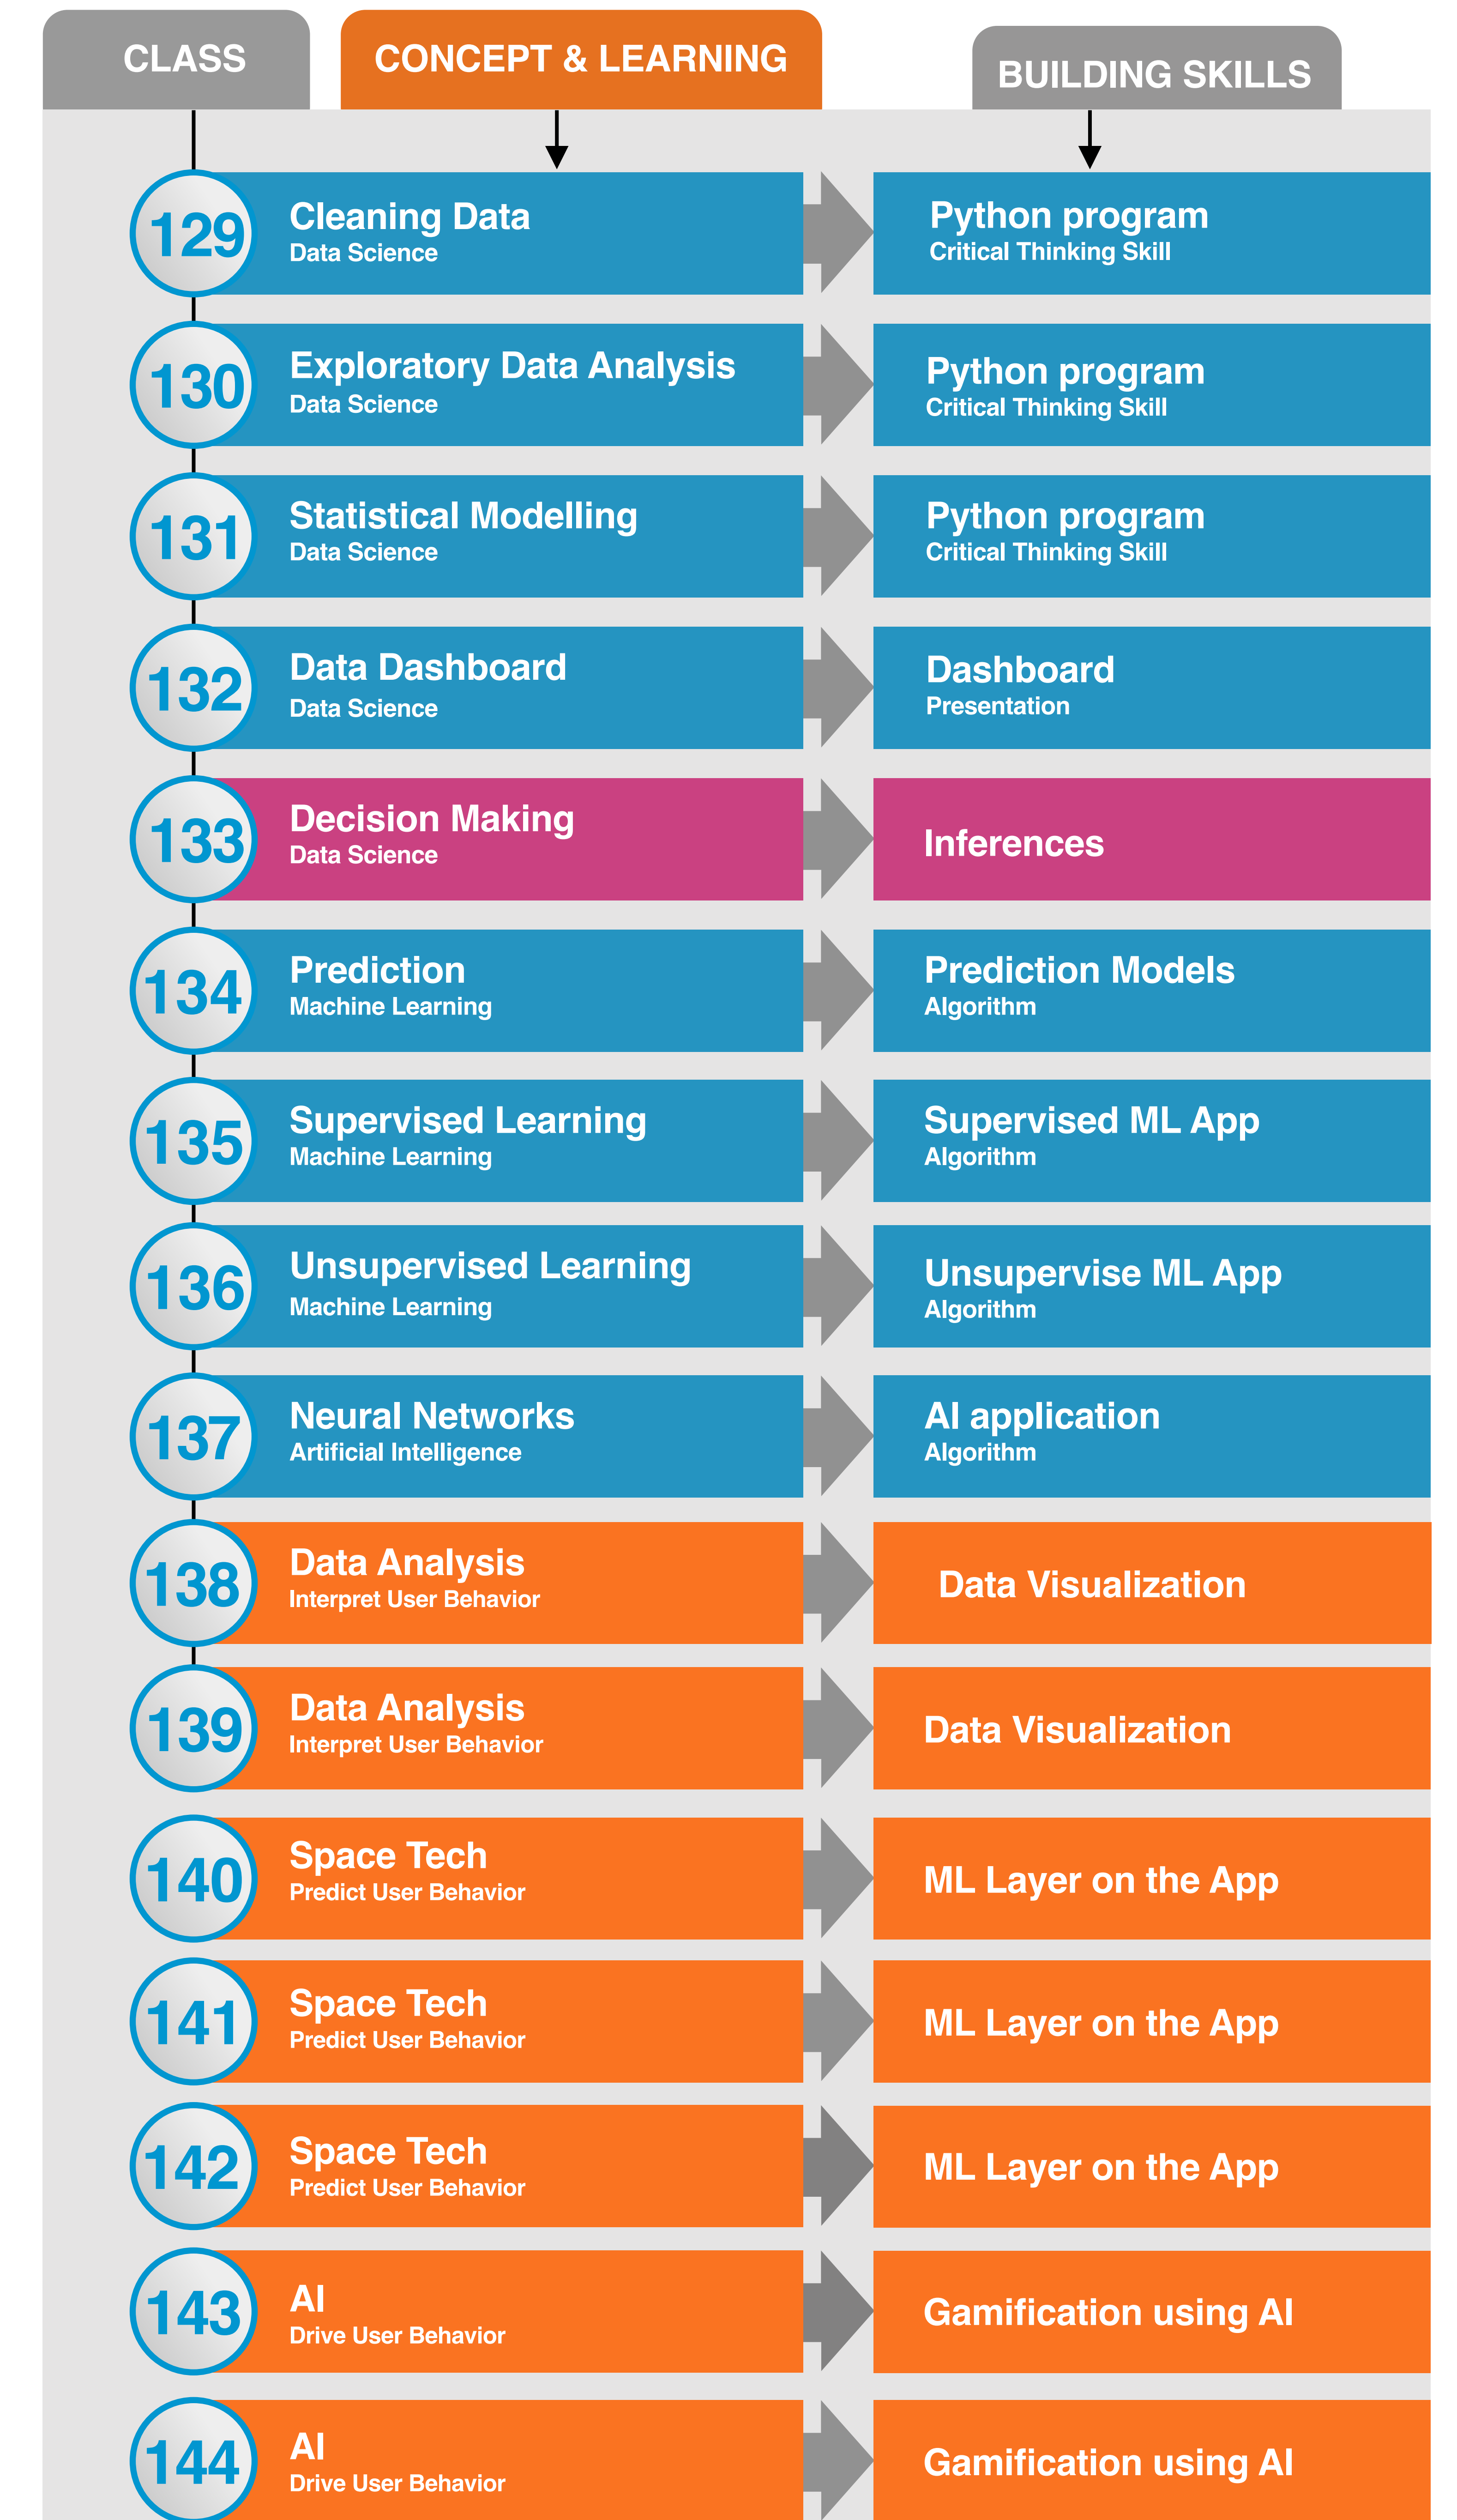 CLASS
CONCEPT & LEARNING
BUILDING SKILLS
129
Cleaning Data
Data Science
Python program
Critical Thinking Skill
130
Exploratory Data Analysis
Data Science
Python program
Critical Thinking Skill
131
Statistical Modelling
Data Science
Python program
Critical Thinking Skill
132
Data Dashboard
Data Science
Dashboard
Presentation
133
Decision Making
Data Science
Inferences
134
Prediction
Machine Learning
Prediction Models
Algorithm
135
Supervised Learning
Machine Learning
Supervised ML App
Algorithm
136
Unsupervised Learning
Machine Learning
Unsupervise ML App
Algorithm
137
Neural Networks
Artificial Intelligence
AI application
Algorithm
138
Data Analysis
Interpret User Behavior
Data Visualization
139
Data Analysis
Interpret User Behavior
Data Visualization
140
Space Tech
Predict User Behavior
ML Layer on the App
141
Space Tech
Predict User Behavior
ML Layer on the App
142
Space Tech
Predict User Behavior
ML Layer on the App
143
AI
Drive User Behavior
Gamification using AI
144
AI
Drive User Behavior
Gamification using AI